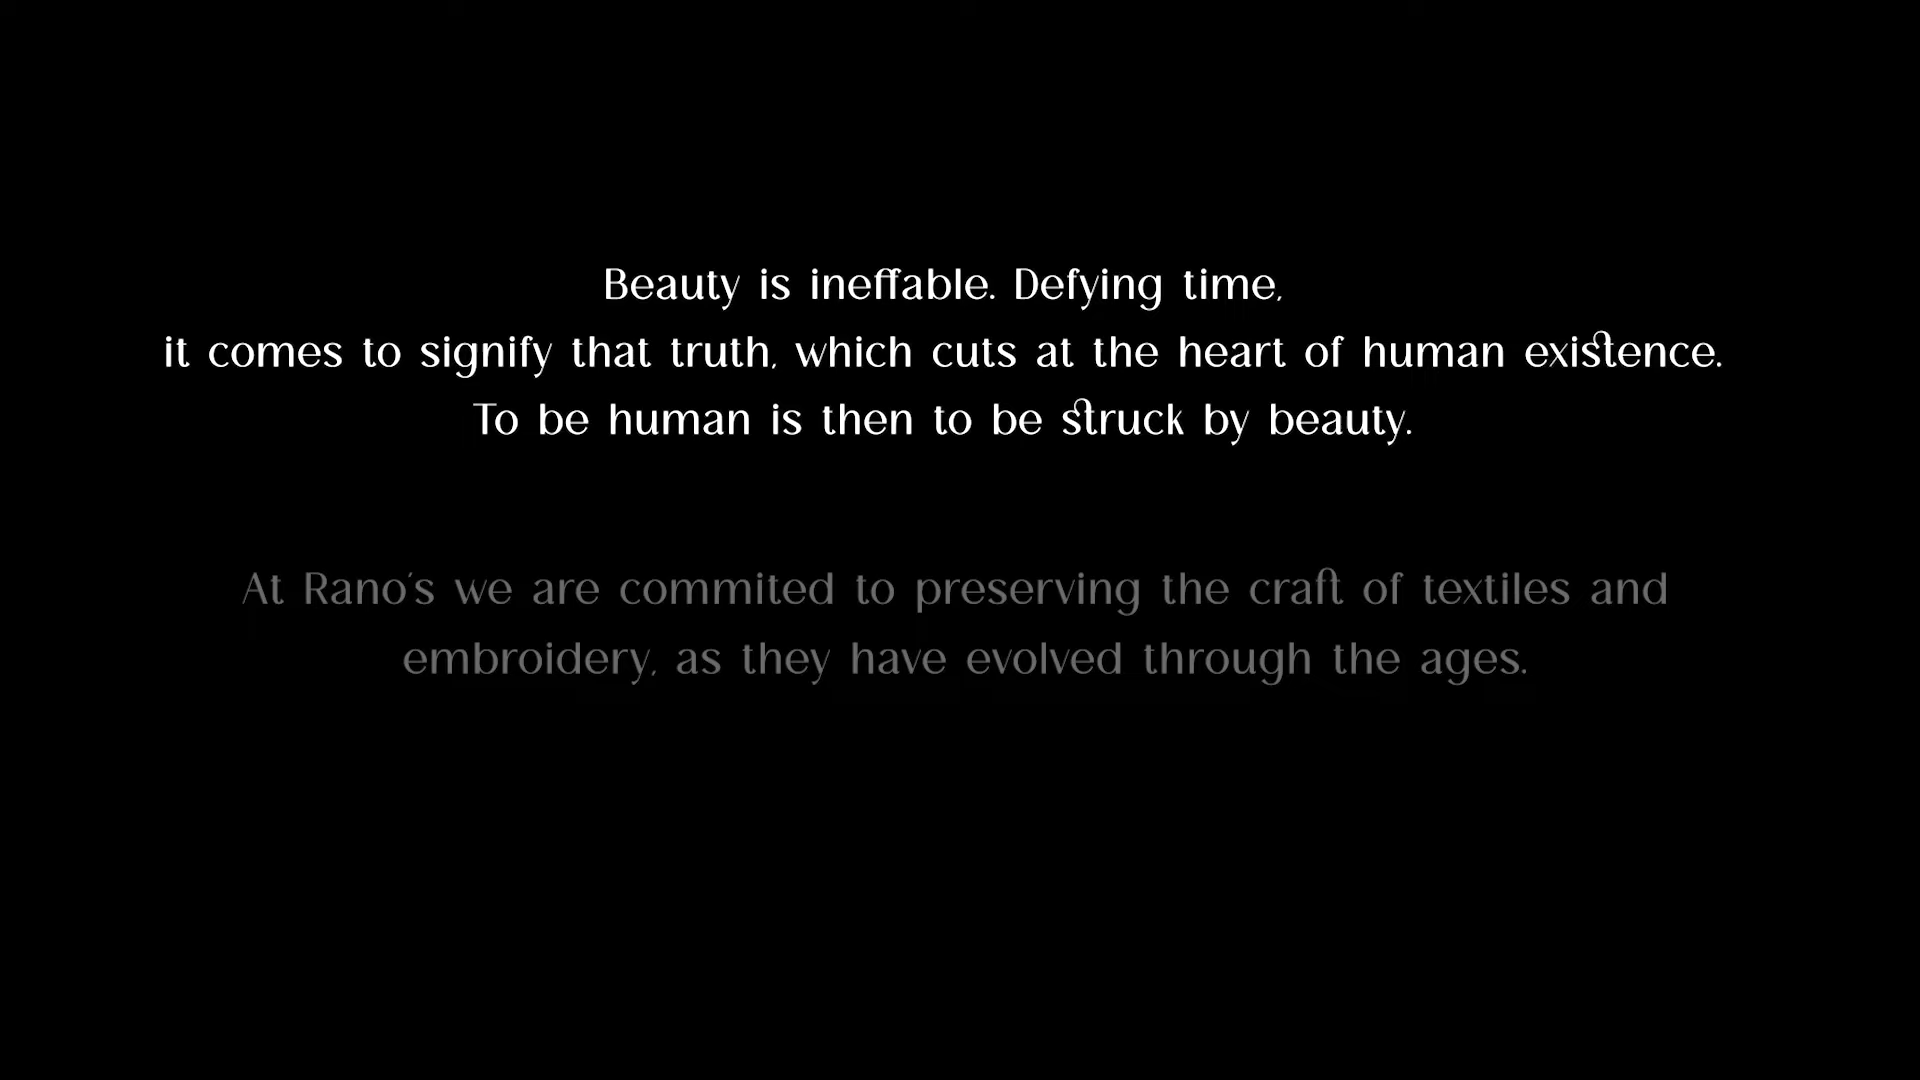 Beauty is ineffable. Defying time,
it comes to signify that truth, which cuts at the heart of human existence.
To be human is then to be struck by beauty.
At Rano's we are commited to preserving the craft of textiles and
embroidery, as they have evolved through the ages.